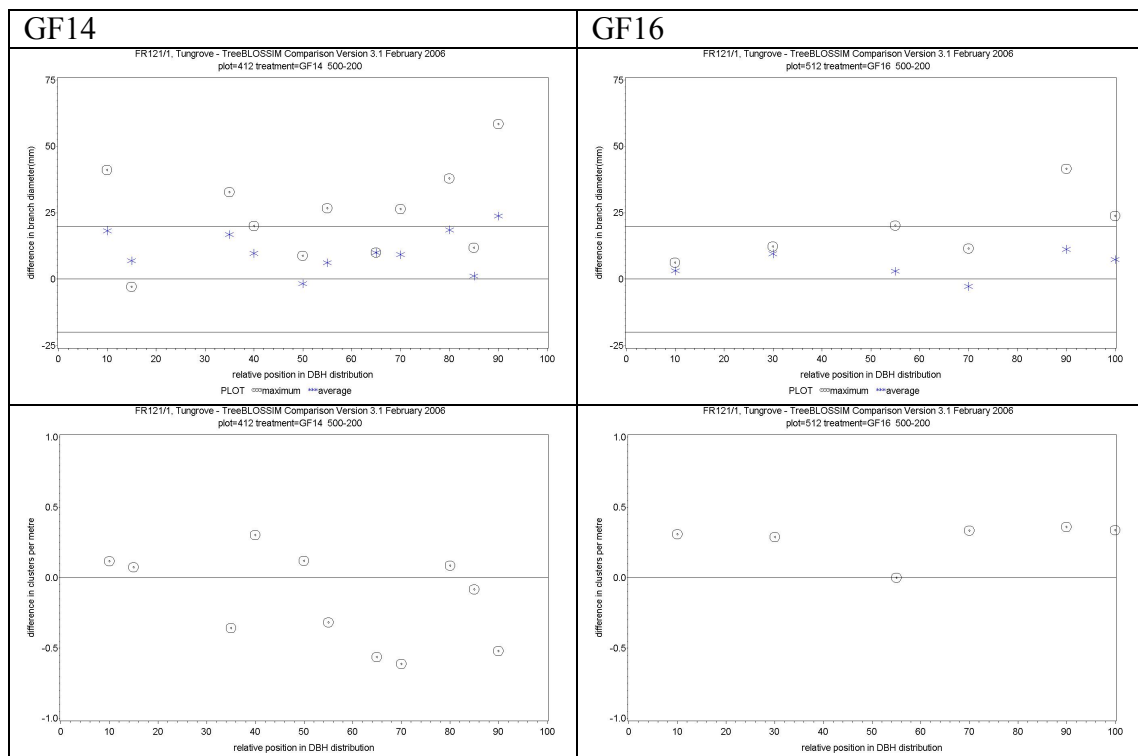 GF14
GF16
FR121/1, Tungrove - TreeBLOSSIM Comparison Version 3.1 February 2006
plot=412 treatment=GF14 500-200
difference in branch diameter(mm)
75
50
25
0
-25
0 10 20 30 40 50 60 70 80 90 100
relative position in DBH distribution
PLOT maximum ***average
FR121/1, Tungrove - TreeBLOSSIM Comparison Version 3.1 February 2006
plot=512 treatment=GF16 500-200
difference in branch diameter(mm)
75
50
25
0
-25
0 10 20 30 40 50 60 70 80 90 100
relative position in DBH distribution
PLOT maximum ***average
FR121/1, Tungrove - TreeBLOSSIM Comparison Version 3.1 February 2006
plot=412 treatment=GF14 500-200
difference in clusters per metre
1.0
0.5
0.0
-0.5
-1.0
0 10 20 30 40 50 60 70 80 90 100
relative position in DBH distribution
FR121/1, Tungrove - TreeBLOSSIM Comparison Version 3.1 February 2006
plot=512 treatment=GF16 500-200
difference in clusters per metre
1.0
0.5
0.0
-0.5
-1.0
0 10 20 30 40 50 60 70 80 90 100
relative position in DBH distribution